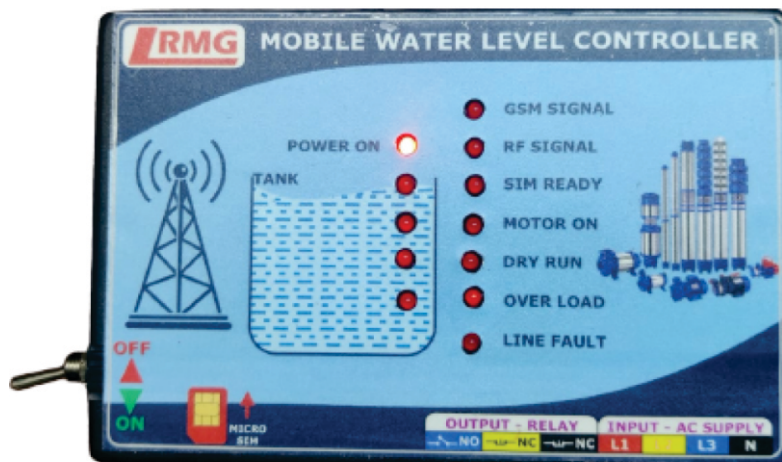 LRMG MOBILE WATER LEVEL CONTROLLER
GSM SIGNAL
POWER ON RF SIGNAL
TANK SIM READY
MOTOR ON
DRY RUN
OVER LOAD
LINE FAULT
OFF
ON
MICRO
SIM
OUTPUT - RELAY INPUT - AC SUPPLY
NO NC NC L1 L3 N